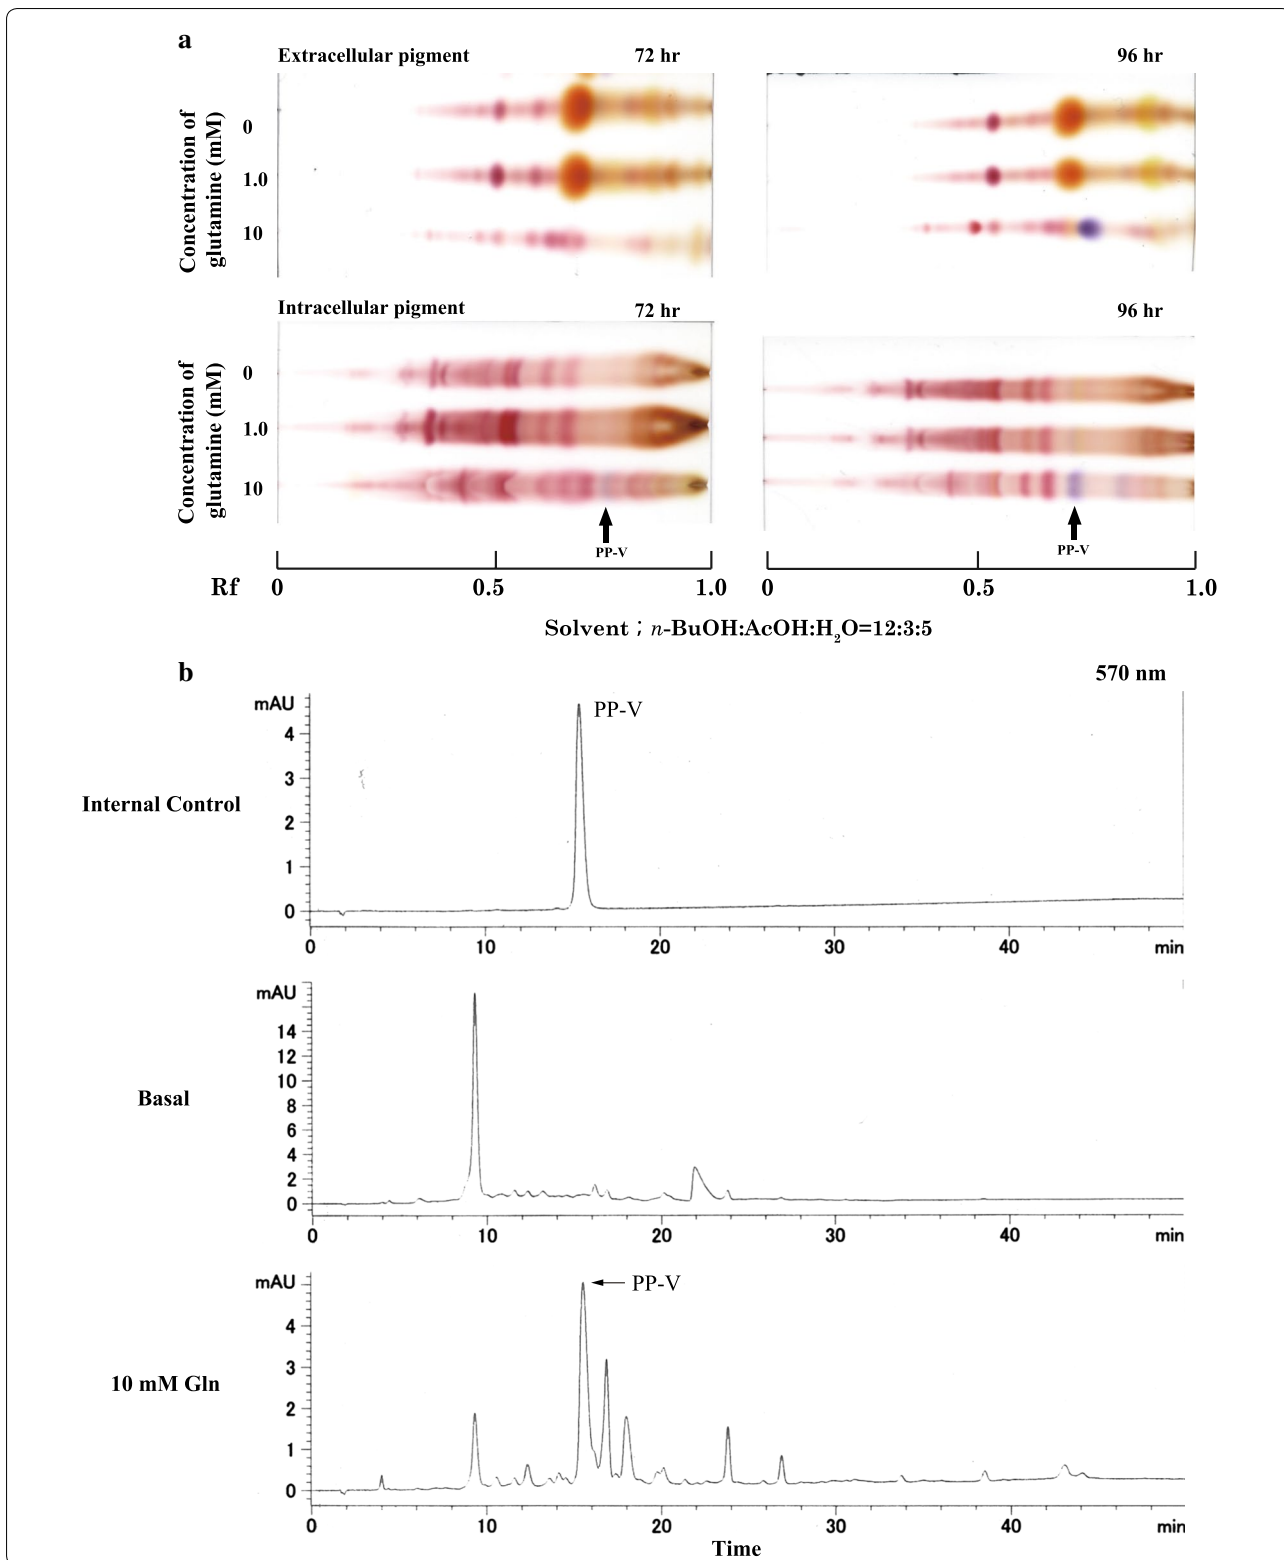 a
Extracellular pigment 72 hr 96 hr
Concentration of
glutamine (mM)
0
1.0
10
Intracellular pigment 72 hr 96 hr
Concentration of
glutamine (mM)
0
1.0
10
PP-V PP-V
Rf 0 0.5 1.0 0 0.5 1.0
Solvent ; n-BuOH:AcOH:H2O=12:3:5
b 570 nm
mAU
PP-V
4
3
Internal Control
2
1
0
0 10 20 30 40 min
mAU
14
12
10
Basal
8
6
4
2
0
0 10 20 30 40 min
mAU
PP-V
4
3
10 mM Gln
2
1
0
0 10 20 30 40 min
Time